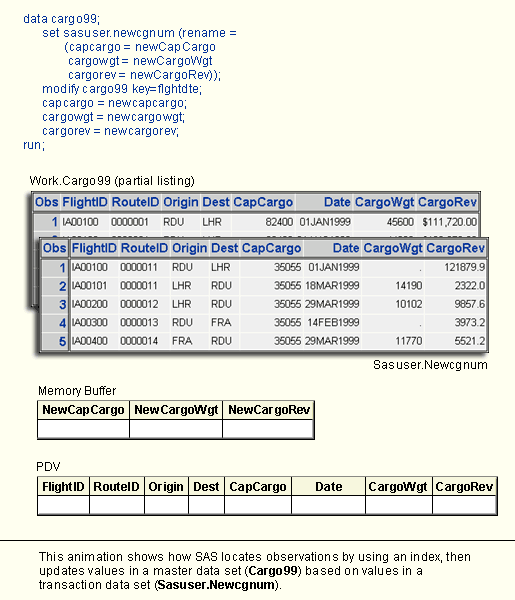 data cargo99;
set sasuser.newcgnum (rename =
(capcargo = newCapCargo
cargowgt = newCargoWgt
cargorev = newCargoRev));
modify cargo99 key=flghtdte;
capcargo = newcapcargo;
cargowgt = newcargowgt;
cargorev = newcargorev;
run;
Work.Cargo99 (partial listing)
Obs FlightID RouteID Origin Dest CapCargo Date CargoWgt CargoRev
1 IA00100 0000001 RDU LHR 82400 01JAN1999 45600 $111,720.00
Obs FlightID RouteID Origin Dest CapCargo Date CargoWgt CargoRev
1 IA00100 0000011 RDU LHR 35055 01JAN1999 . 121879.9
2 IA00101 0000011 LHR RDU 35055 18MAR1999 14190 2322.0
3 IA00200 0000012 LHR RDU 35055 29MAR1999 10102 9857.6
4 IA00300 0000013 RDU FRA 35055 14FEB1999 . 3973.2
5 IA00400 0000014 FRA RDU 35055 29MAR1999 11770 5521.2
Sasuser.Newcgnum
Memory Buffer
NewCapCargo NewCargoWgt NewCargoRev
PDV
FlightID RouteID Origin Dest CapCargo Date CargoWgt CargoRev
This animation shows how SAS locates observations by using an index, then
updates values in a master data set (Cargo99) based on values in a
transaction data set (Sasuser.Newcgnum).